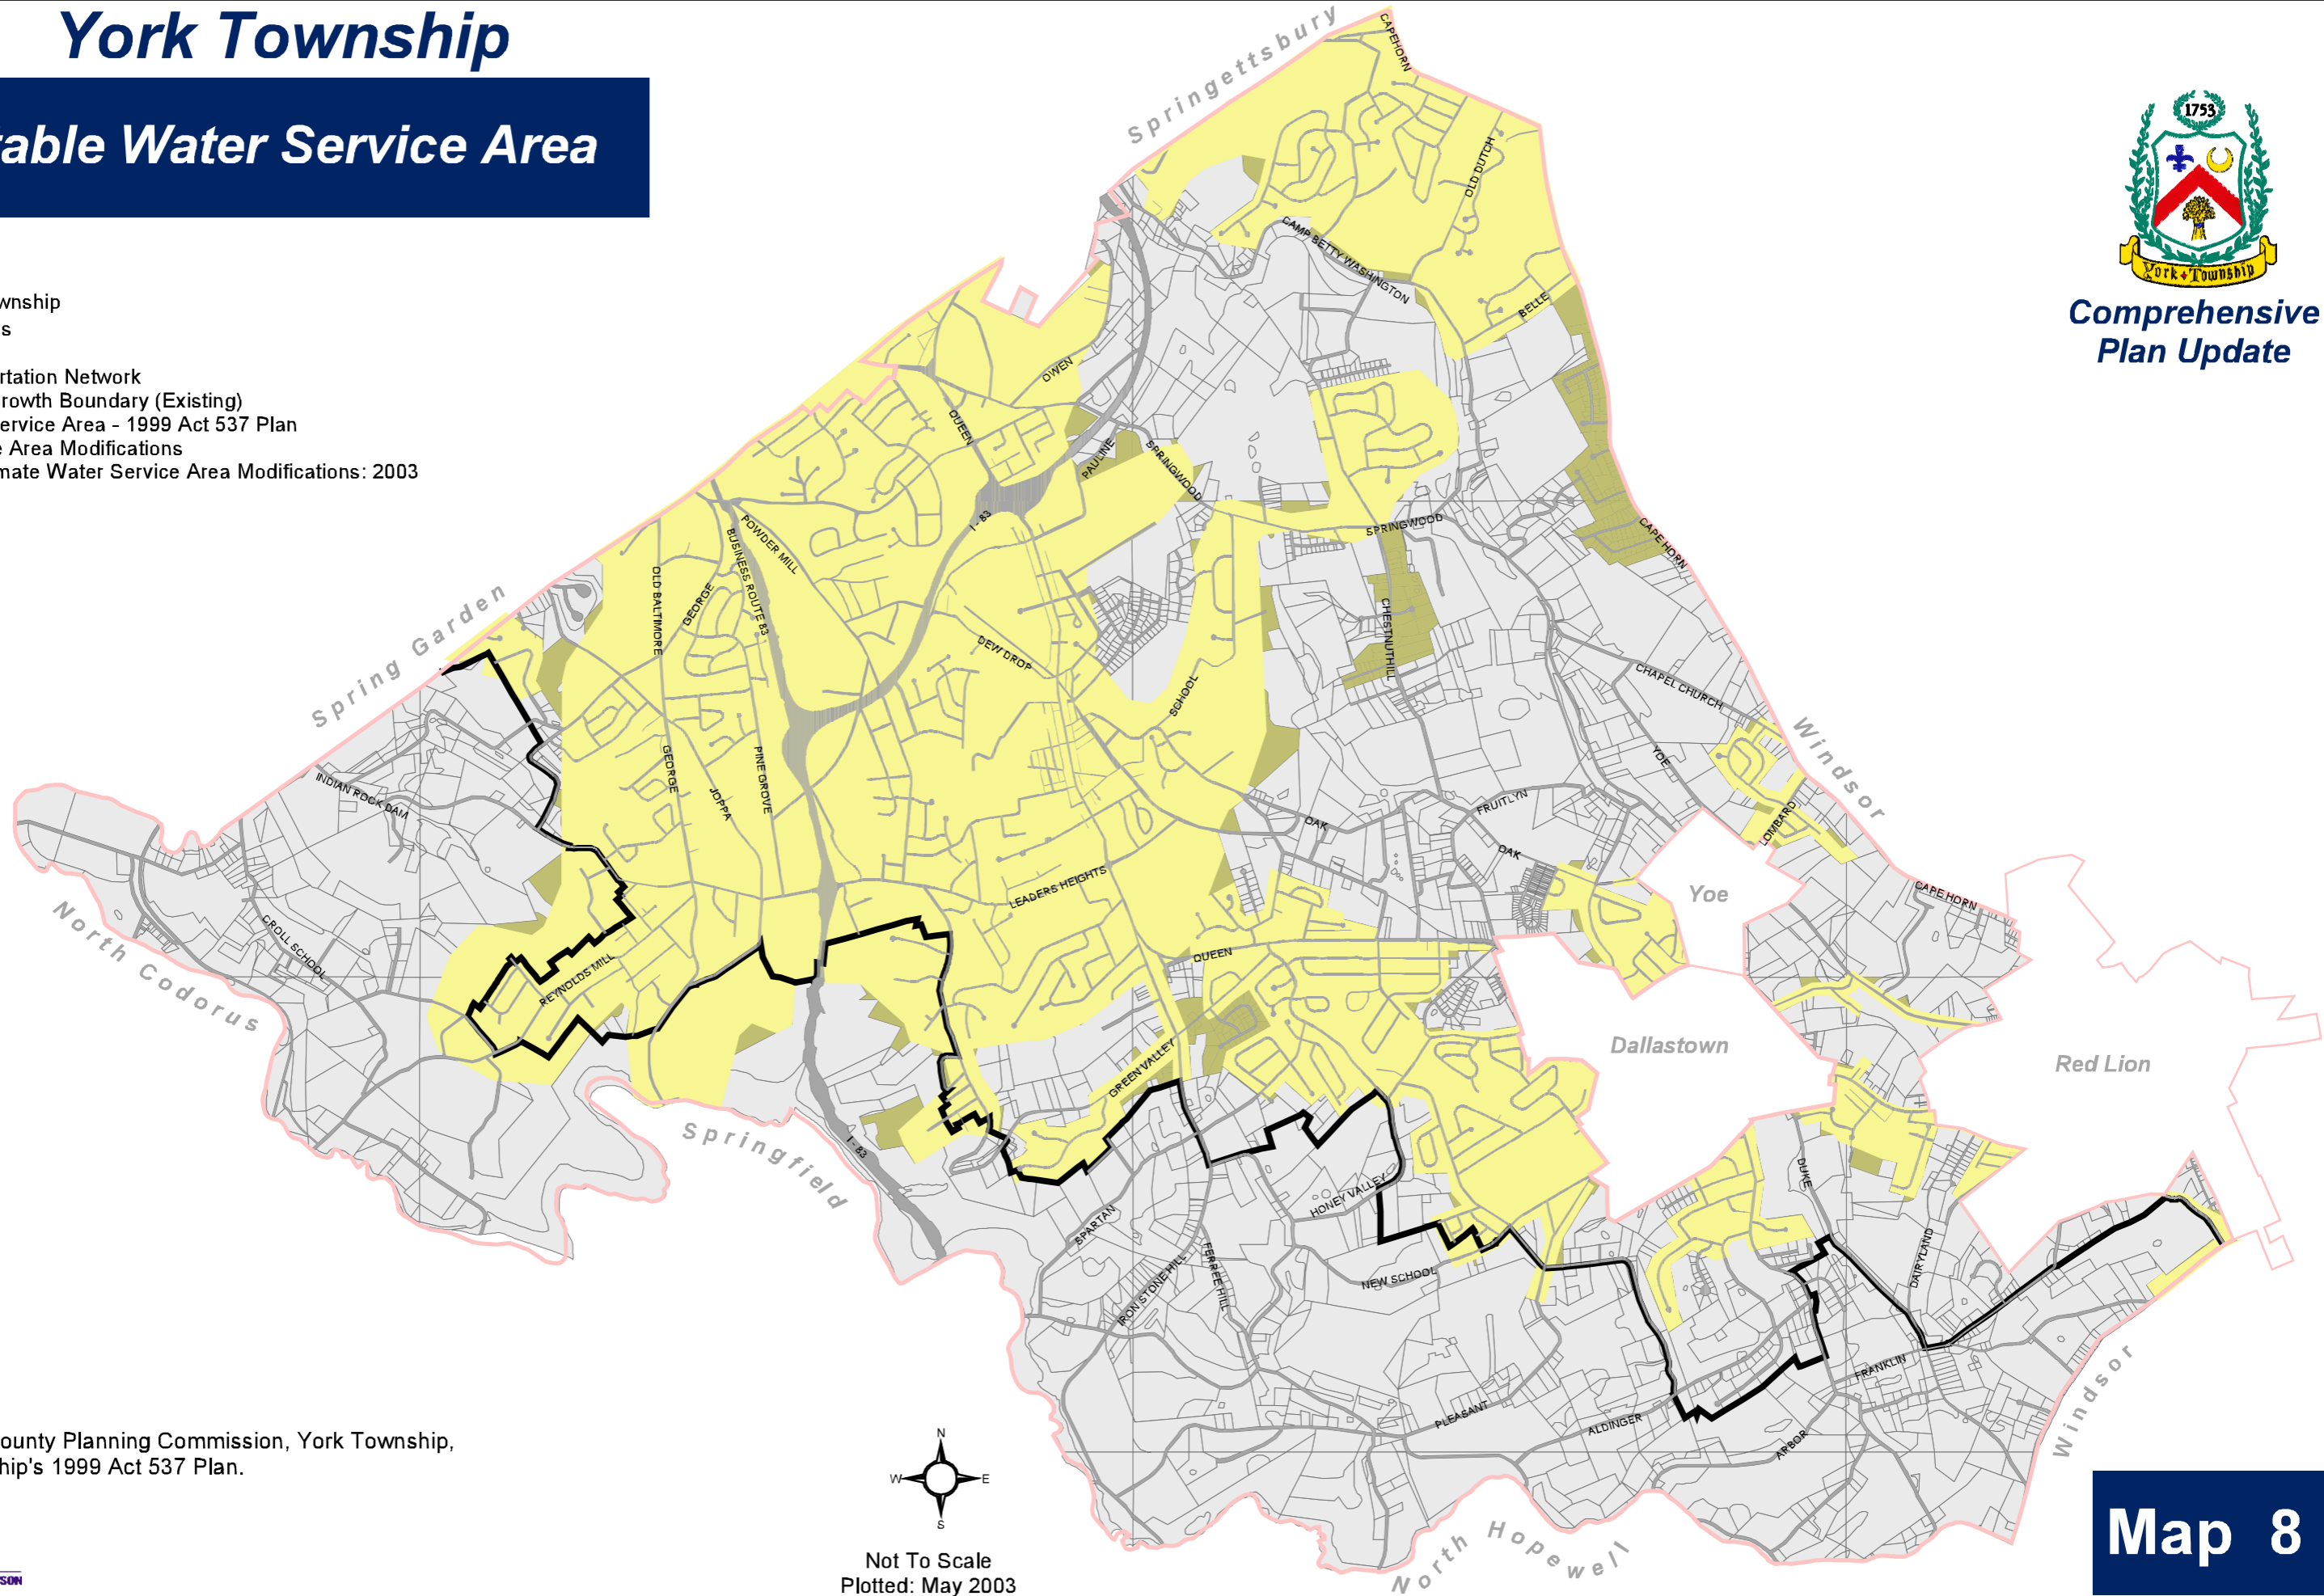 York Township
able Water Service Area
wnship
s
rtation Network
rowth Boundary (Existing)
ervice Area - 1999 Act 537 Plan
e Area Modifications
mate Water Service Area Modifications: 2003
1753
York Township
Comprehensive
Plan Update
Springettsbury
CAPEHORN
OLD DUTCH
CAMP BETTY WASHINGTON
BELLE
OWEN
QUEEN
PAULINE
SPRINGWOOD
I - 83
SPRINGWOOD
CAPE HORN
POWDER MILL
BUSINESS ROUTE 83
OLD BALTIMORE
GEORGE
Spring Garden
DEW DROP
CHESTNUT HILL
SCHOOL
CHAPEL CHURCH
Windsor
YOE
GEORGE
JOPPA
PINE GROVE
INDIAN ROCK DAM
OAK
FRUITLYN
LOMBARD
OAK
LEADERS HEIGHTS
Yoe
CAPE HORN
CROLL SCHOOL
North Codorus
REYNOLDS MILL
QUEEN
Dallastown
Red Lion
GREEN VALLEY
Springfield
I - 83
DUKE
HONEY VALLEY
SPARTAN
IRON STONE HILL
FERREE HILL
NEW SCHOOL
DAIRYLAND
FRANKLIN
Windsor
PLEASANT
ALDINGER
ARBOR
North Hopewell
ounty Planning Commission, York Township,
hip's 1999 Act 537 Plan.
N
W
E
S
Not To Scale
Plotted: May 2003
SON
Map 8